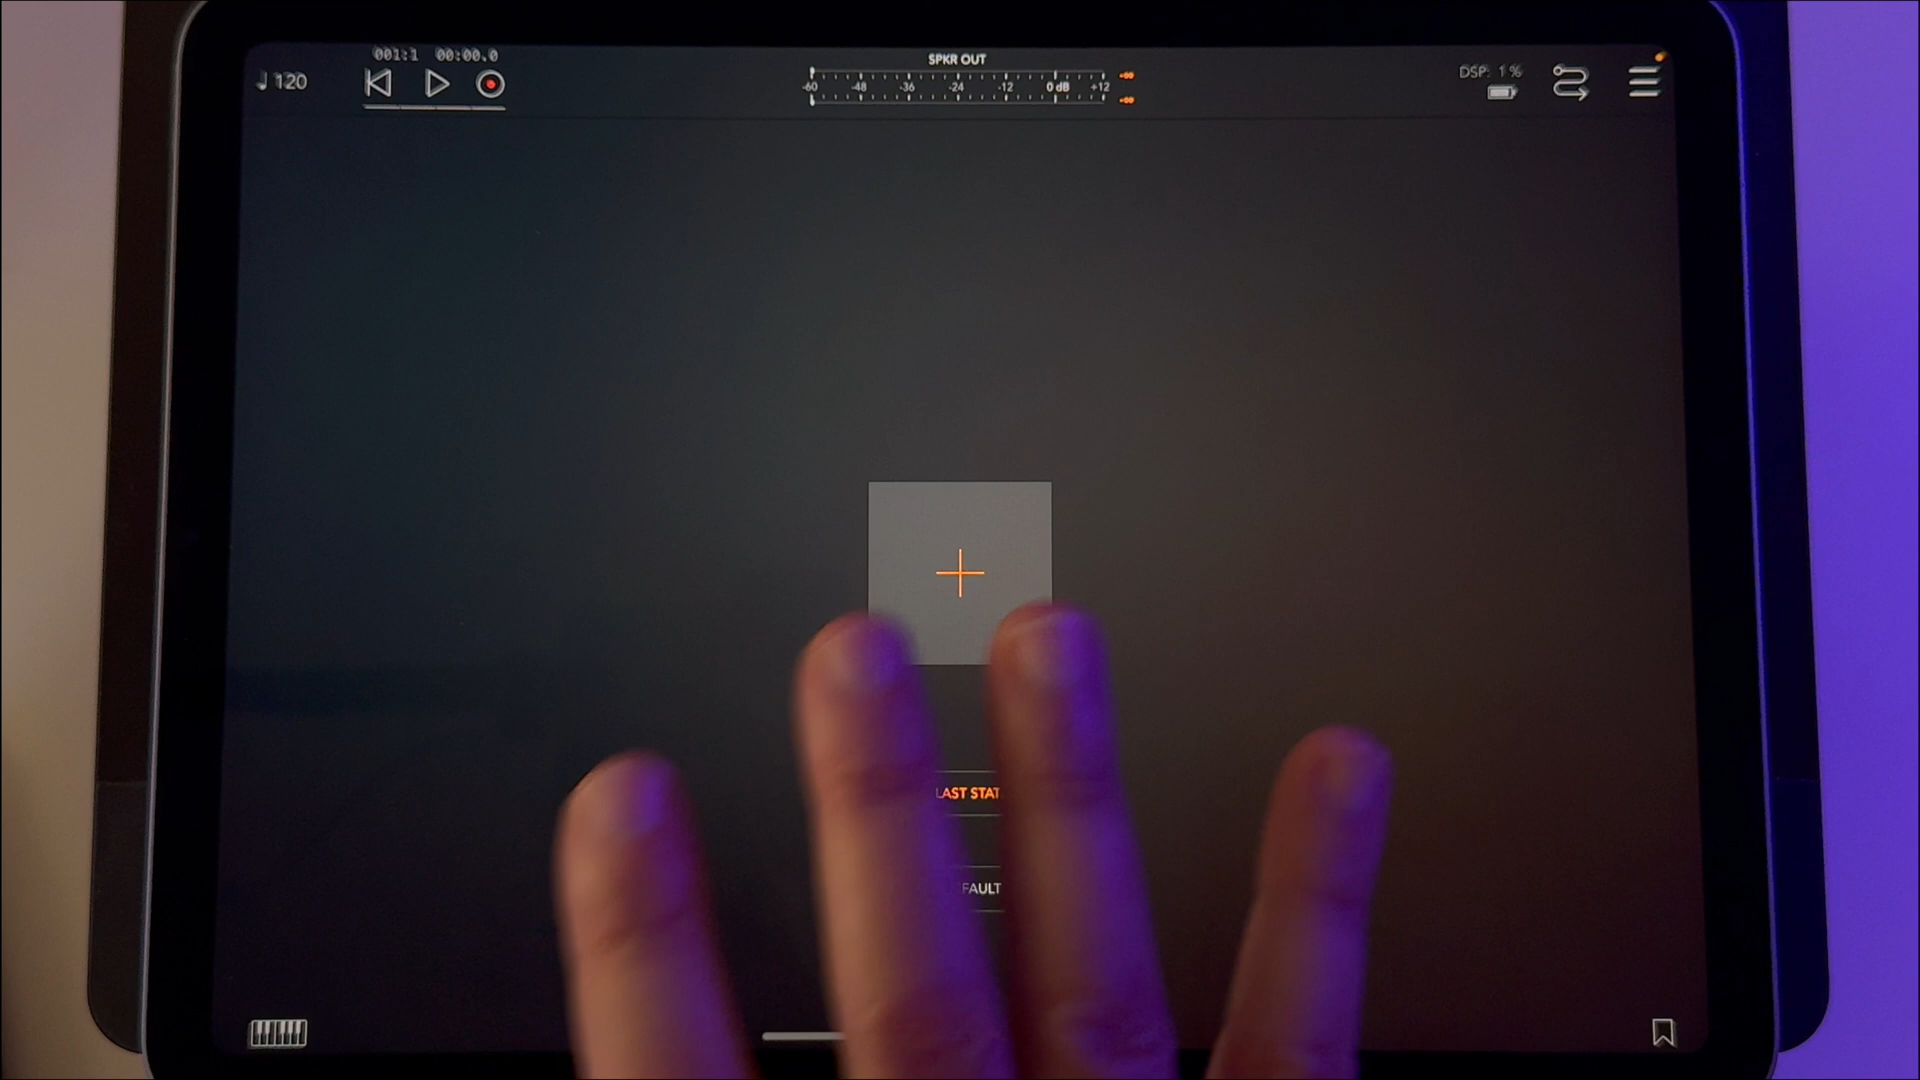 001:1 00:00.0
120
SPKR OUT
-60 -48 -36 -24 -12 0 dB +12
-∞
-∞
DSP: 1 %
LAST STAT
FAULT